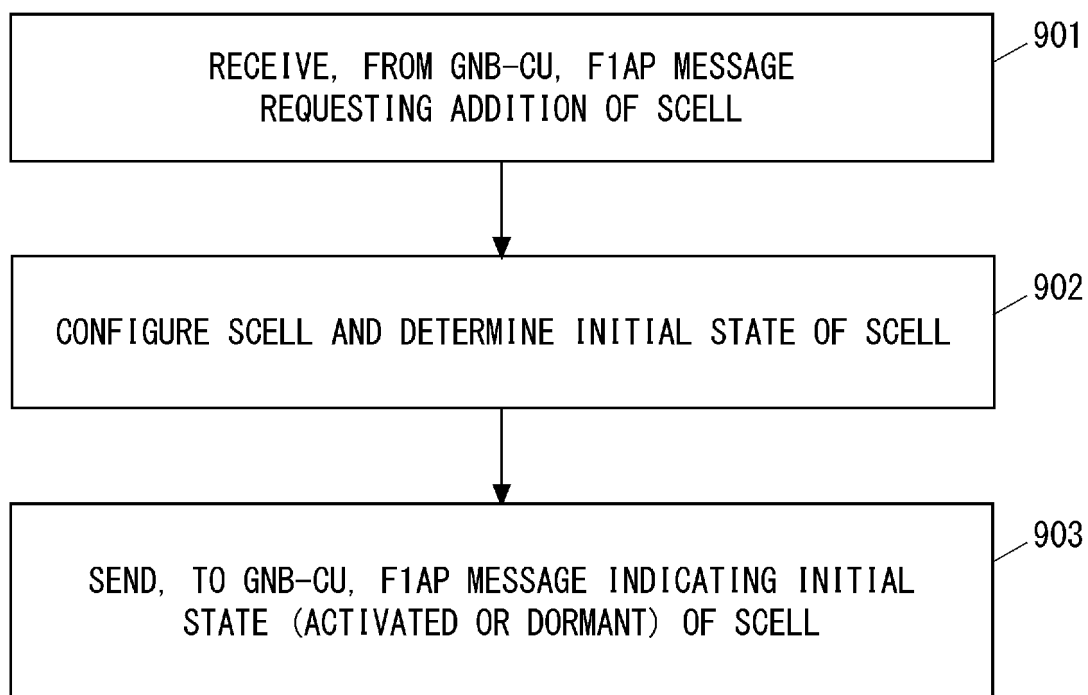 901
RECEIVE, FROM GNB-CU, F1AP MESSAGE
REQUESTING ADDITION OF SCELL
902
CONFIGURE SCELL AND DETERMINE INITIAL STATE OF SCELL
903
SEND, TO GNB-CU, F1AP MESSAGE INDICATING INITIAL
STATE (ACTIVATED OR DORMANT) OF SCELL